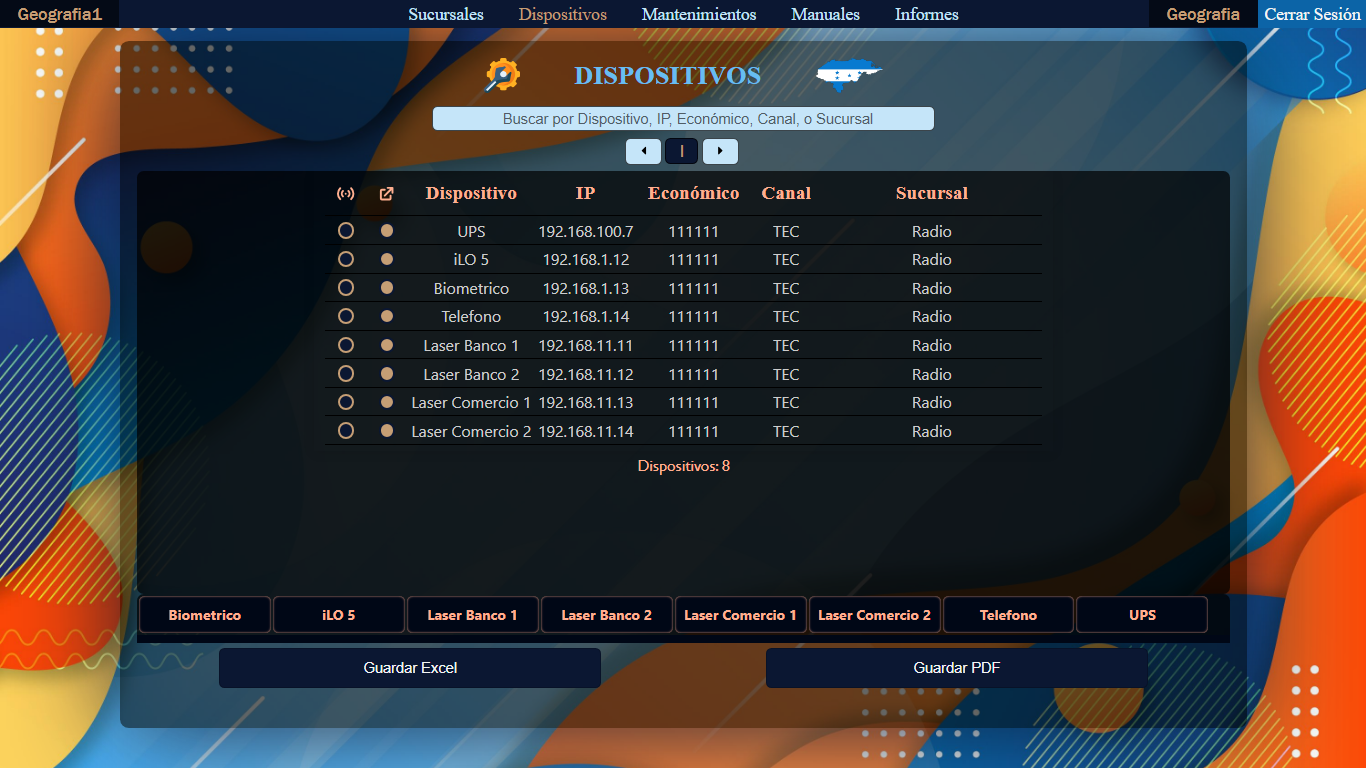 Geografia1 Sucursales Dispositivos Mantenimientos Manuales Informes Geografia Cerrar Sesión
DISPOSITIVOS
Buscar por Dispositivo, IP, Económico, Canal, o Sucursal
Dispositivo IP Económico Canal Sucursal
UPS 192.168.100.7 111111 TEC Radio
iLO 5 192.168.1.12 111111 TEC Radio
Biometrico 192.168.1.13 111111 TEC Radio
Telefono 192.168.1.14 111111 TEC Radio
Laser Banco 1 192.168.11.11 111111 TEC Radio
Laser Banco 2 192.168.11.12 111111 TEC Radio
Laser Comercio 1 192.168.11.13 111111 TEC Radio
Laser Comercio 2 192.168.11.14 111111 TEC Radio
Dispositivos: 8
Biometrico iLO 5 Laser Banco 1 Laser Banco 2 Laser Comercio 1 Laser Comercio 2 Telefono UPS
Guardar Excel Guardar PDF